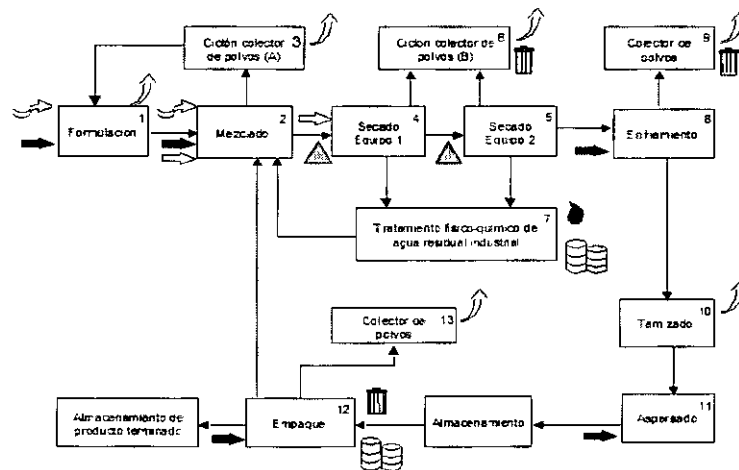 Ciclón colector 3
de polvos (A)
Ciclon colector de 6
polvos (B)
9
Colector de
polvos
1
Formulacion
2
Mezclado
4
Secado
Equipo 1
5
Secado
Equipo 2
8
Enfriamiento
7
Tratamiento fisico-quimico de
agua residual industrial
13
Colector de
polvos
10
Tamizado
Almacenamiento de
producto terminado
12
Empaque
Almacenamiento
11
Aspersado